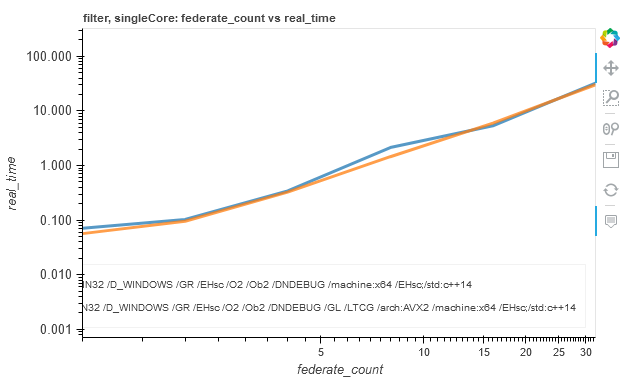 filter, singleCore: federate_count vs real_time
100.000
10.000
1.000
0.100
0.010
0.001
real_time
/D_WINDOWS /GR /EHsc /O2 /Ob2 /DNDEBUG /machine:x64 /EHsc;/std:c++14
/D_WINDOWS /GR /EHsc /O2 /Ob2 /DNDEBUG /GL /LTCG /arch:AVX2 /machine:x64 /EHsc;/std:c++14
5 10 15 20 25 30
federate_count